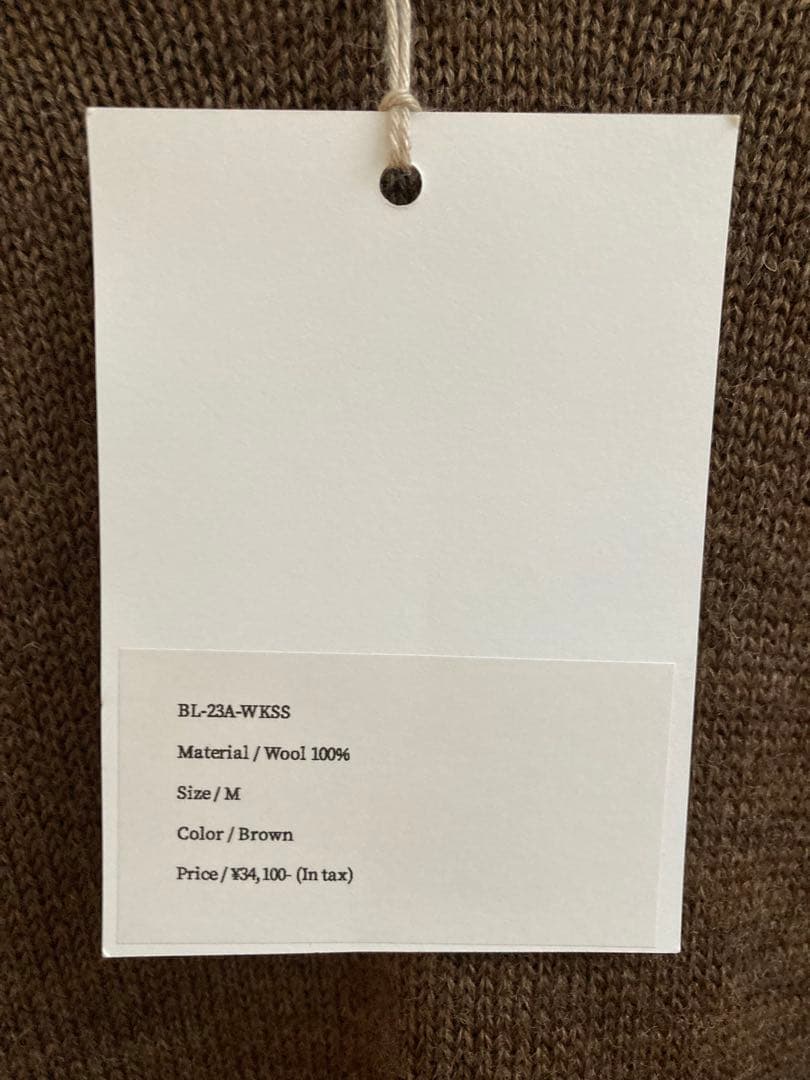 BL-23A-WKSS
Material / Wool 100%
Size / M
Color / Brown
Price / ¥34,100- (In tax)